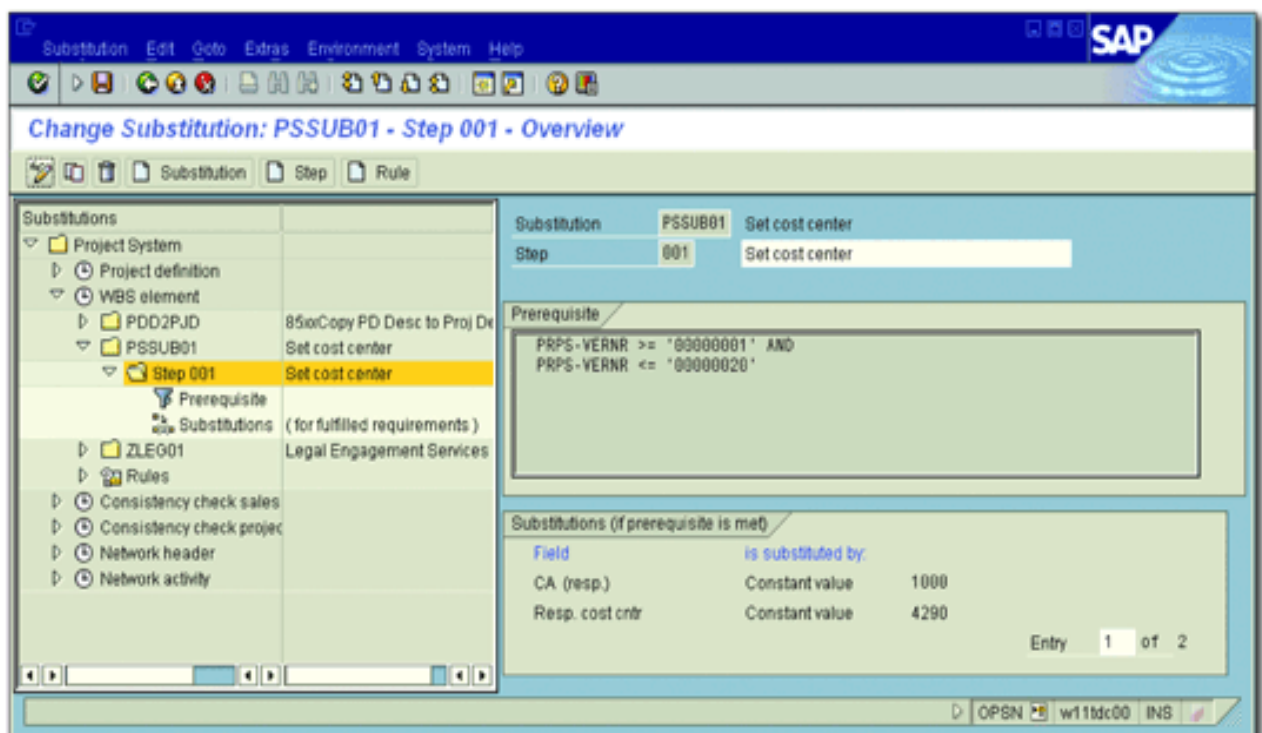 Substitution Edit Goto Extras Environment System Help
SAP
Change Substitution: PSSUB01 - Step 001 - Overview
Substitution Step Rule
Substitutions
Project System
Project definition
WBS element
PDD2PJD 85xxCopy PD Desc to Proj De
PSSUB01 Set cost center
Step 001 Set cost center
Prerequisite
Substitutions ( for fulfilled requirements )
ZLEG01 Legal Engagement Services
Rules
Consistency check sales
Consistency check projec
Network header
Network activity
Substitution PSSUB01 Set cost center
Step 001 Set cost center
Prerequisite
PRPS-VERNR >= '00000001' AND
PRPS-VERNR <= '00000020'
Substitutions (if prerequisite is met)
Field is substituted by:
CA (resp.) Constant value 1000
Resp. cost cntr Constant value 4290
Entry 1 of 2
OPSN w11tdc00 INS